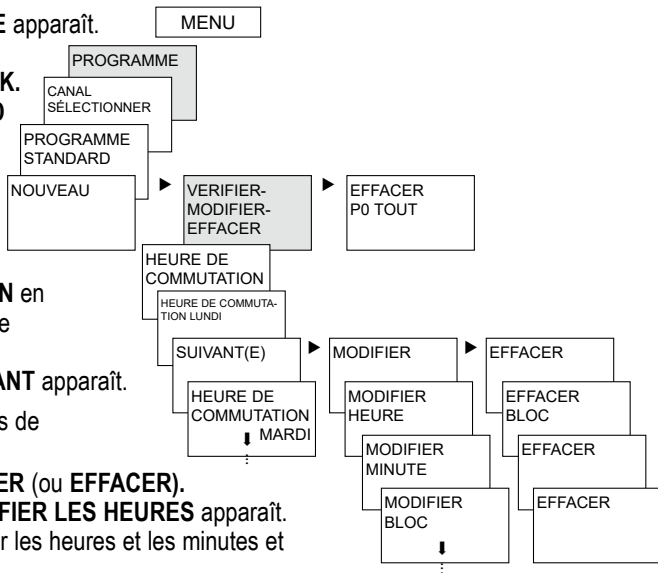 E apparaît.
MENU
PROGRAMME
K.
CANAL
SÉLECTIONNER
PROGRAMME
STANDARD
NOUVEAU
VERIFIER-
MODIFIER-
EFFACER
EFFACER
P0 TOUT
HEURE DE
COMMUTATION
N en
HEURE DE COMMUTA-
TION LUNDI
e
SUIVANT(E)
MODIFIER
EFFACER
ANT apparaît.
HEURE DE
COMMUTATION
MARDI
MODIFIER
HEURE
EFFACER
BLOC
s de
MODIFIER
MINUTE
EFFACER
ER (ou EFFACER).
MODIFIER
BLOC
EFFACER
FIER LES HEURES apparaît.
r les heures et les minutes et